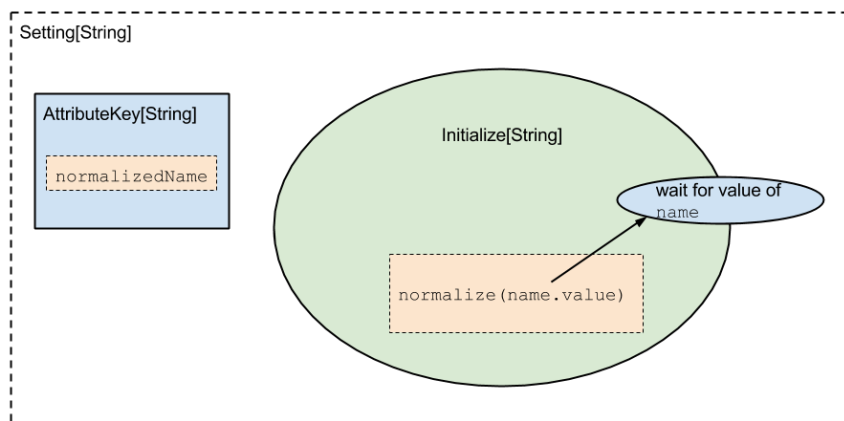 Setting[String]
AttributeKey[String]
normalizedName
Initialize[String]
wait for value of
name
normalize(name.value)